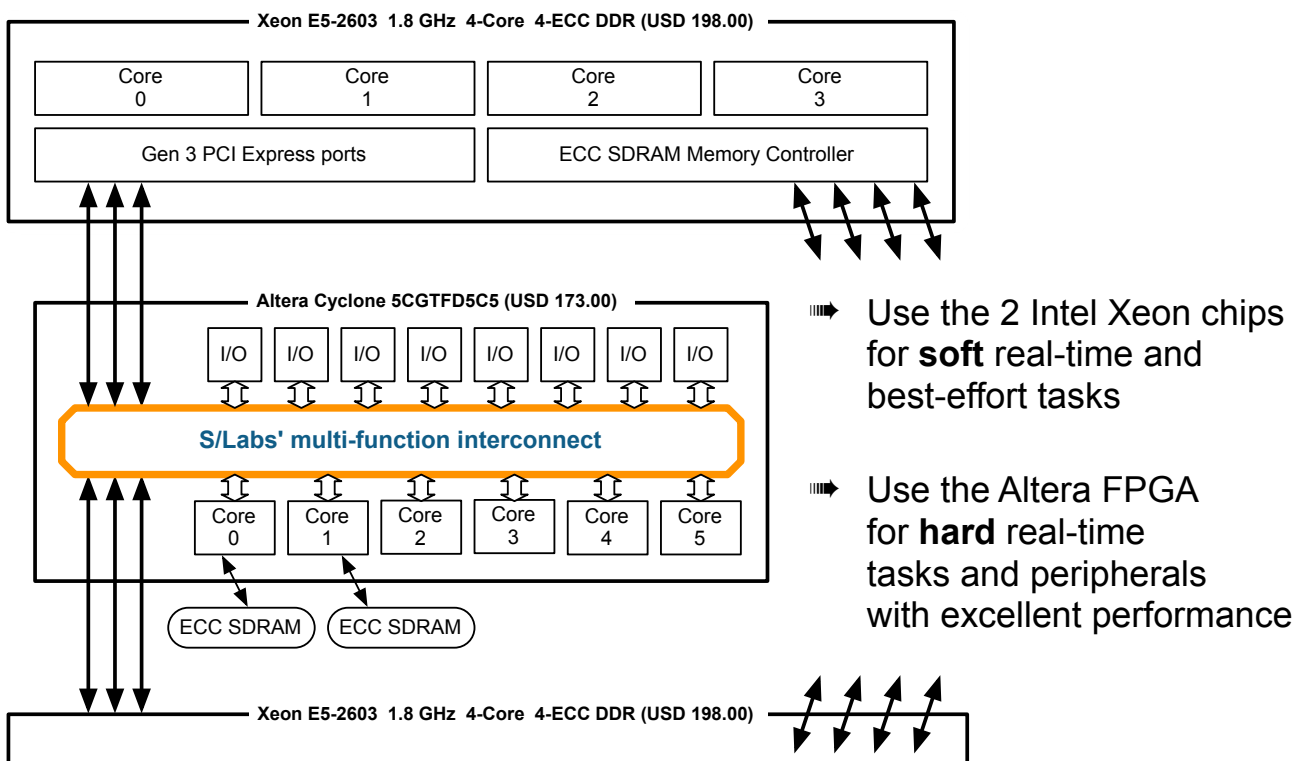 Xeon E5-2603  1.8 GHz  4-Core  4-ECC DDR (USD 198.00)
Core
0
Core
1
Core
2
Core
3
Gen 3 PCI Express ports
ECC SDRAM Memory Controller
Altera Cyclone 5CGTFD5C5 (USD 173.00)
I/O
I/O
I/O
I/O
I/O
I/O
I/O
I/O
S/Labs' multi-function interconnect
Core
0
Core
1
Core
2
Core
3
Core
4
Core
5
ECC SDRAM
ECC SDRAM
Use the 2 Intel Xeon chips
for soft real-time and
best-effort tasks
Use the Altera FPGA
for hard real-time
tasks and peripherals
with excellent performance
Xeon E5-2603  1.8 GHz  4-Core  4-ECC DDR (USD 198.00)